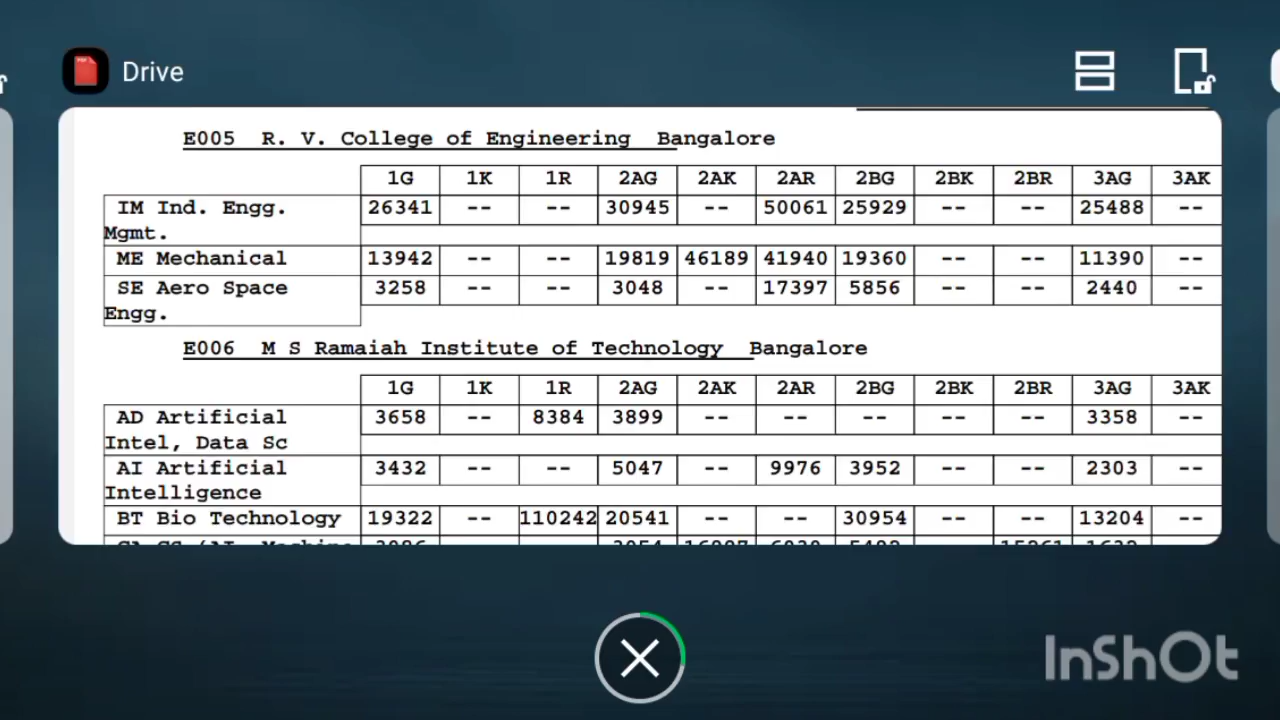 Drive
E005 R. V. College of Engineering Bangalore
1G 1K 1R 2AG 2AK 2AR 2BG 2BK 2BR 3AG 3AK
IM Ind. Engg. 26341 -- -- 30945 -- 50061 25929 -- -- 25488 --
Mgmt.
ME Mechanical 13942 -- -- 19819 46189 41940 19360 -- -- 11390 --
SE Aero Space 3258 -- -- 3048 -- 17397 5856 -- -- 2440 --
Engg.
E006 M S Ramaiah Institute of Technology Bangalore
1G 1K 1R 2AG 2AK 2AR 2BG 2BK 2BR 3AG 3AK
AD Artificial 3658 -- 8384 3899 -- -- -- -- -- 3358 --
Intel, Data Sc
AI Artificial 3432 -- -- 5047 -- 9976 3952 -- -- 2303 --
Intelligence
BT Bio Technology 19322 -- 110242 20541 -- -- 30954 -- -- 13204 --
InShOt